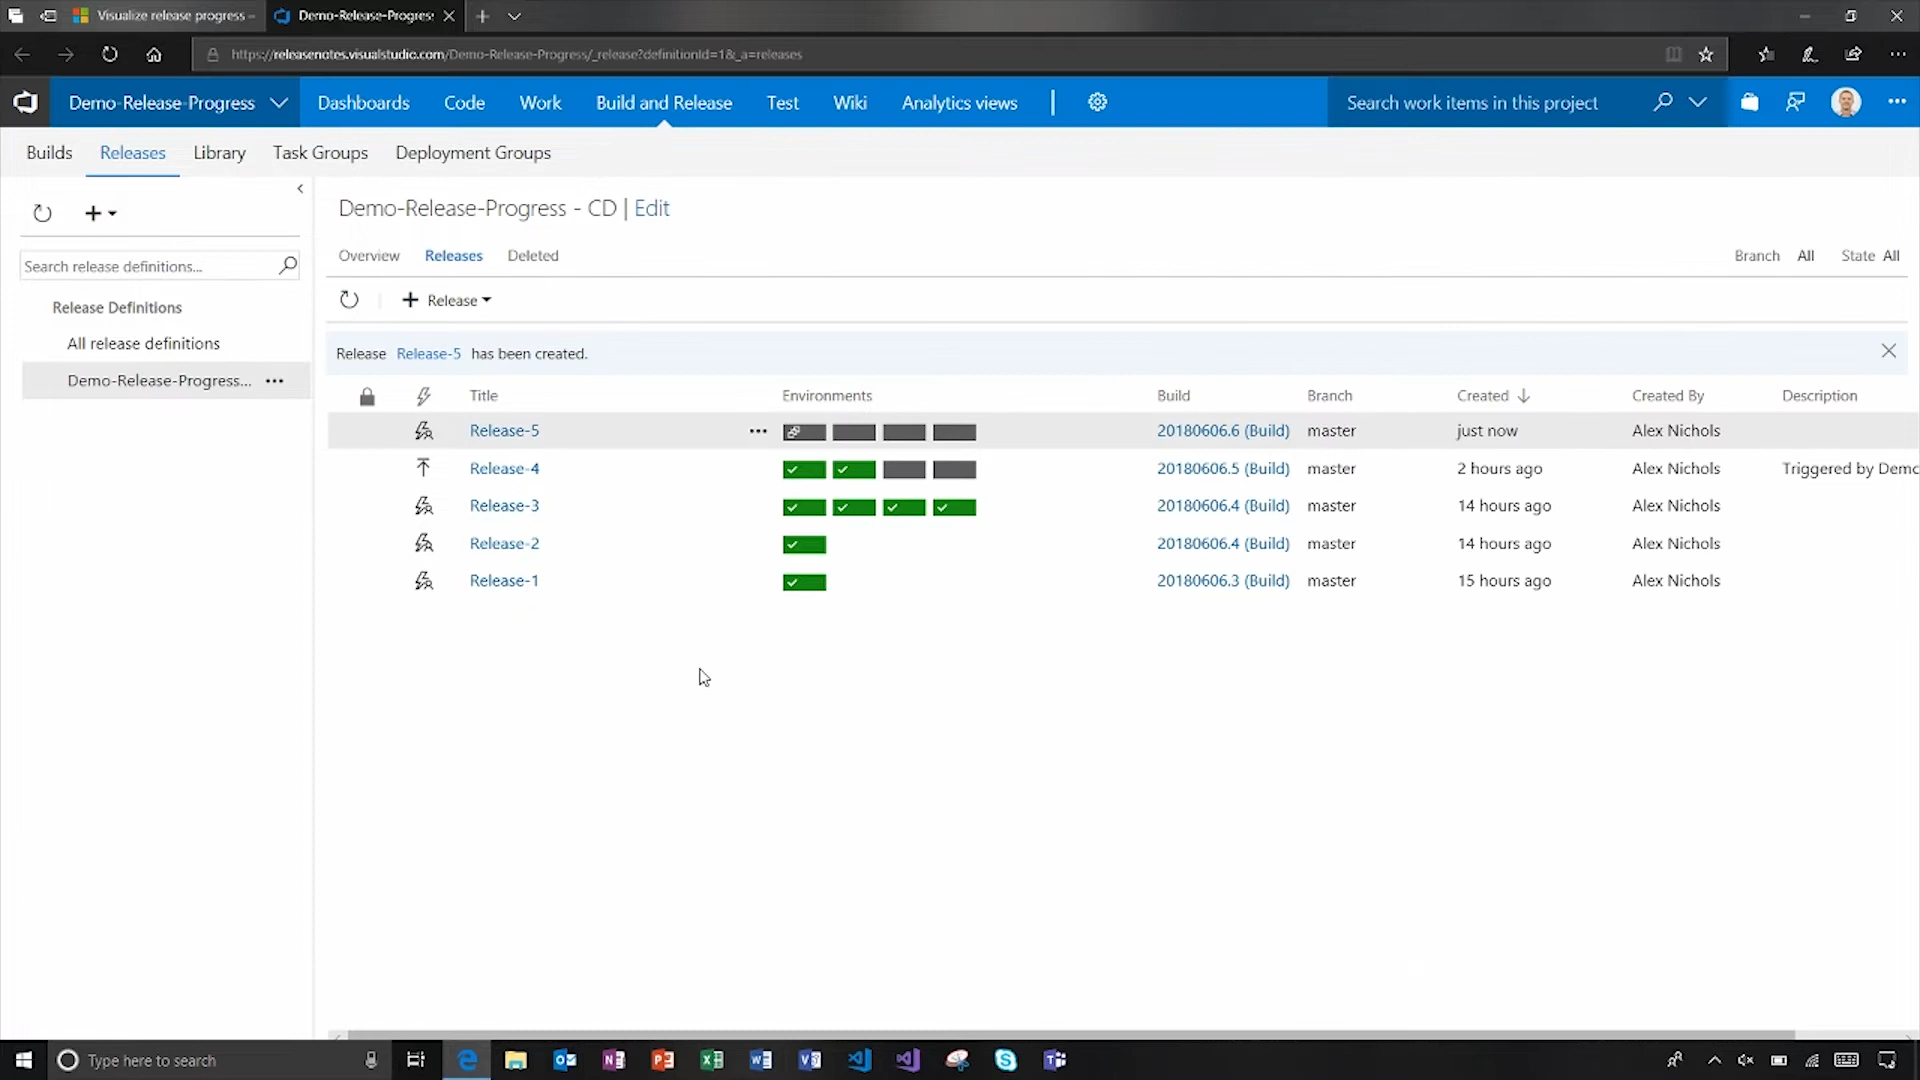 Visualize release progress –
Demo-Release-Progres:
https://releasenotes.visualstudio.com/Demo-Release-Progress/_release?definitionId=1&_a=releases
Demo-Release-Progress
Dashboards
Code
Work
Build and Release
Test
Wiki
Analytics views
Search work items in this project
Builds
Releases
Library
Task Groups
Deployment Groups
Search release definitions...
Release Definitions
All release definitions
Demo-Release-Progress...
Demo-Release-Progress - CD | Edit
Overview
Releases
Deleted
Branch All
State All
Release
Release Release-5 has been created.
Title Environments Build Branch Created Created By Description
Release-5 20180606.6 (Build) master just now Alex Nichols
Release-4 20180606.5 (Build) master 2 hours ago Alex Nichols Triggered by Demc
Release-3 20180606.4 (Build) master 14 hours ago Alex Nichols
Release-2 20180606.4 (Build) master 14 hours ago Alex Nichols
Release-1 20180606.3 (Build) master 15 hours ago Alex Nichols
Type here to search